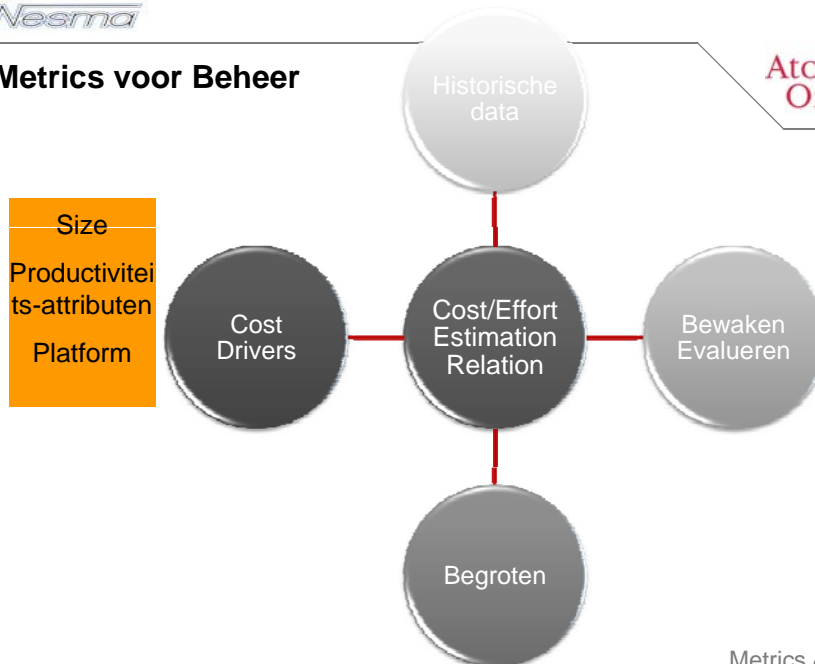 Nesma
Metrics voor Beheer
Historische
data
Size
Productivitei
ts-attributen
Platform
Cost
Drivers
Cost/Effort
Estimation
Relation
Bewaken
Evalueren
Begroten
Metrics